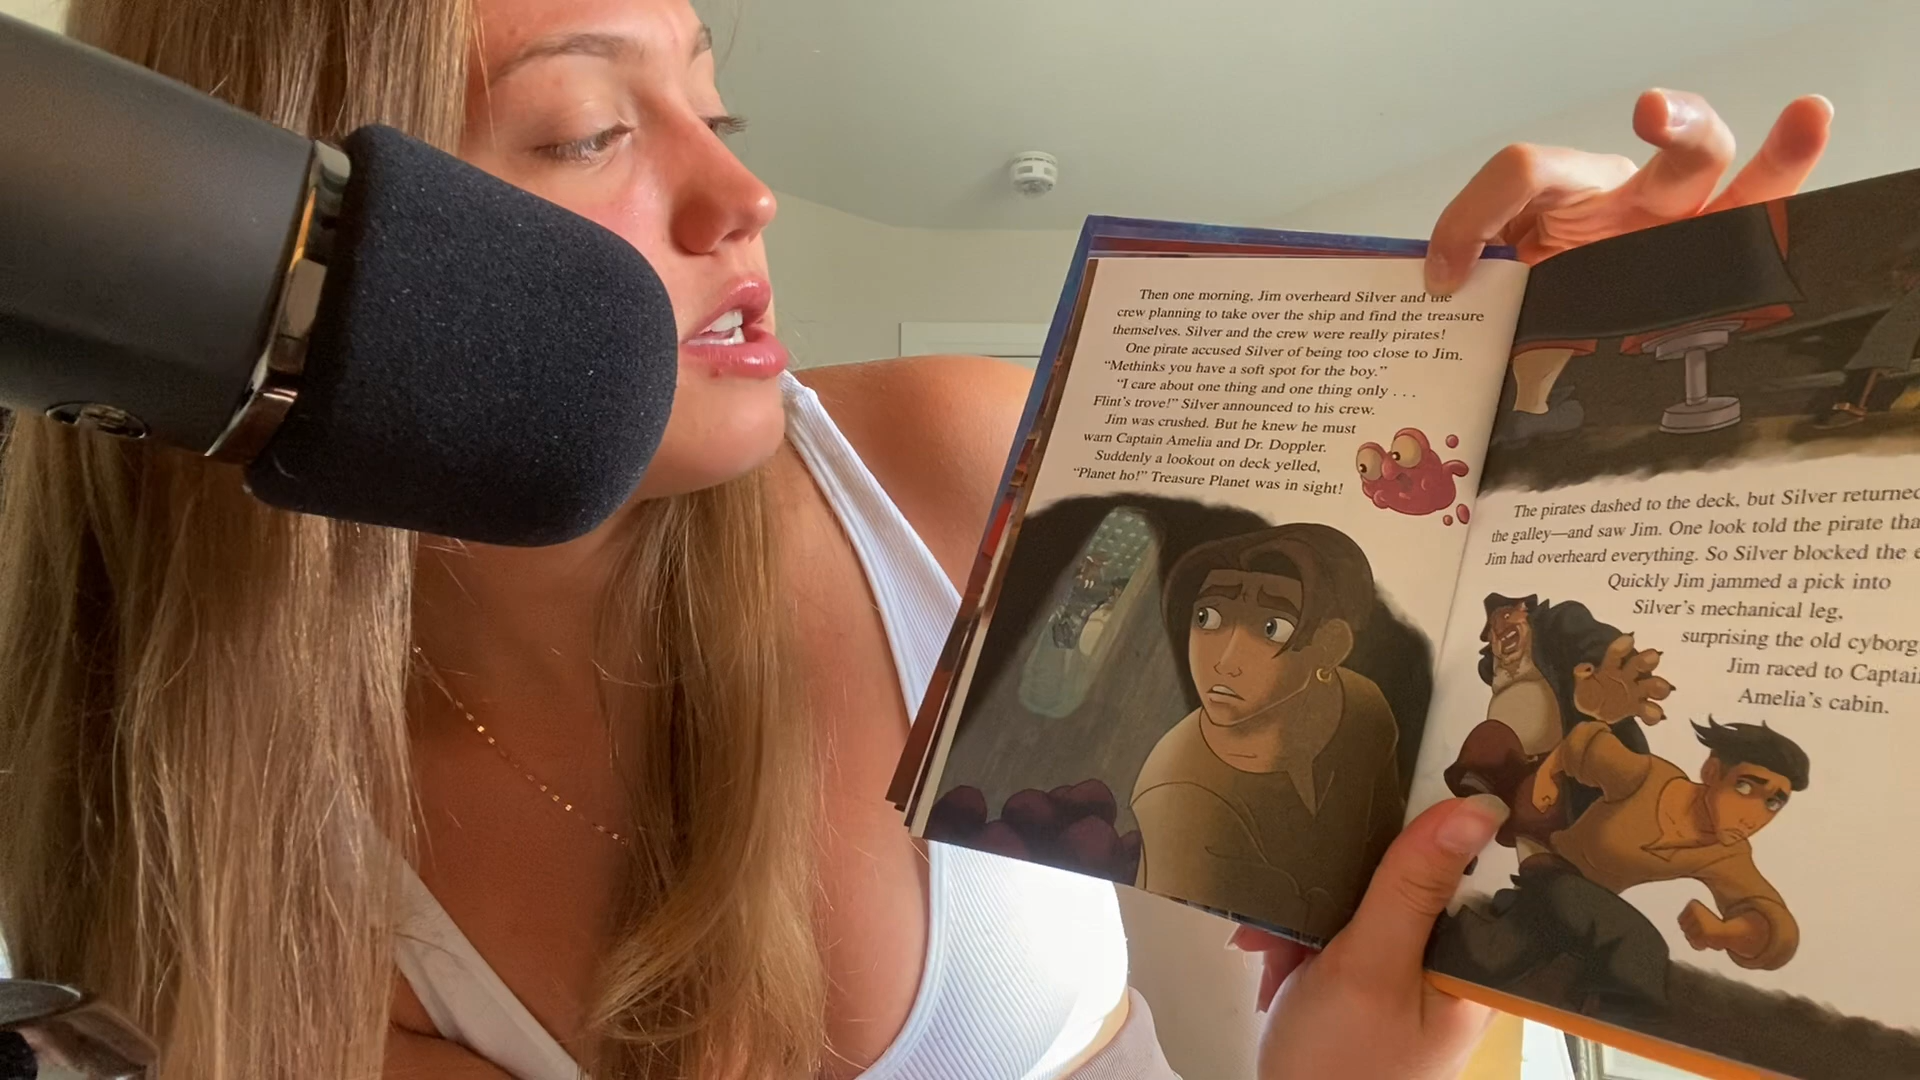 Then one morning, Jim overheard Silver and the
crew planning to take over the ship and find the treasure
themselves. Silver and the crew were really pirates!
One pirate accused Silver of being too close to Jim.
“Methinks you have a soft spot for the boy.”
“I care about one thing and one thing only . . .
Flint’s trove!” Silver announced to his crew.
Jim was crushed. But he knew he must
warn Captain Amelia and Dr. Doppler.
Suddenly a lookout on deck yelled,
“Planet ho!” Treasure Planet was in sight!
The pirates dashed to the deck, but Silver returned
the galley—and saw Jim. One look told the pirate
Jim had overheard everything. So Silver blocked the
Quickly Jim jammed a pick into
Silver’s mechanical leg,
surprising the old cyborg
Jim raced to
Amelia’s cabin.